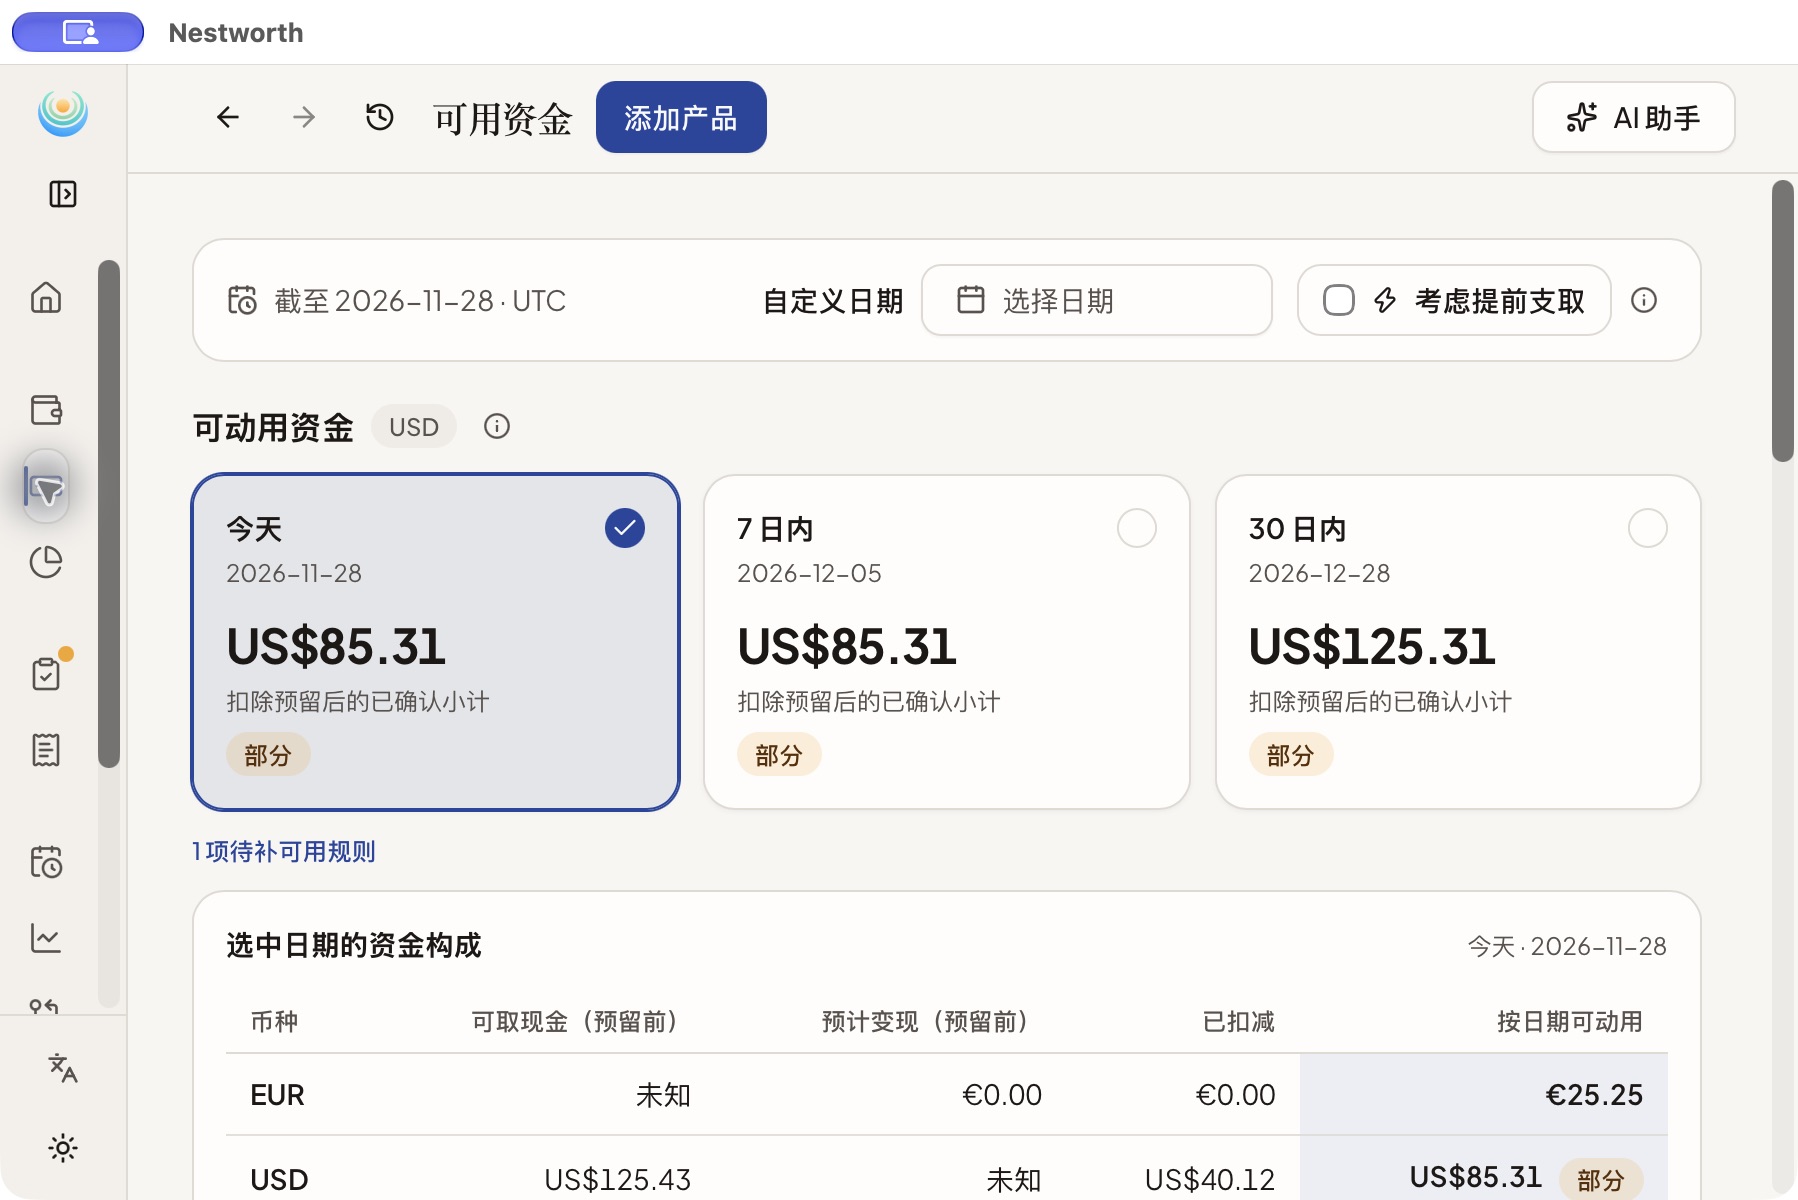 Nestworth
可用资金
添加产品
AI 助手
截至 2026-11-28 · UTC
自定义日期
选择日期
考虑提前支取
可动用资金
USD
今天
2026-11-28
US$85.31
扣除预留后的已确认小计
部分
7 日内
2026-12-05
US$85.31
扣除预留后的已确认小计
部分
30 日内
2026-12-28
US$125.31
扣除预留后的已确认小计
部分
1 项待补可用规则
选中日期的资金构成
今天 · 2026-11-28
币种 可取现金（预留前） 预计变现（预留前） 已扣减 按日期可动用
EUR 未知 €0.00 €0.00 €25.25
USD US$125.43 未知 US$40.12 US$85.31 部分